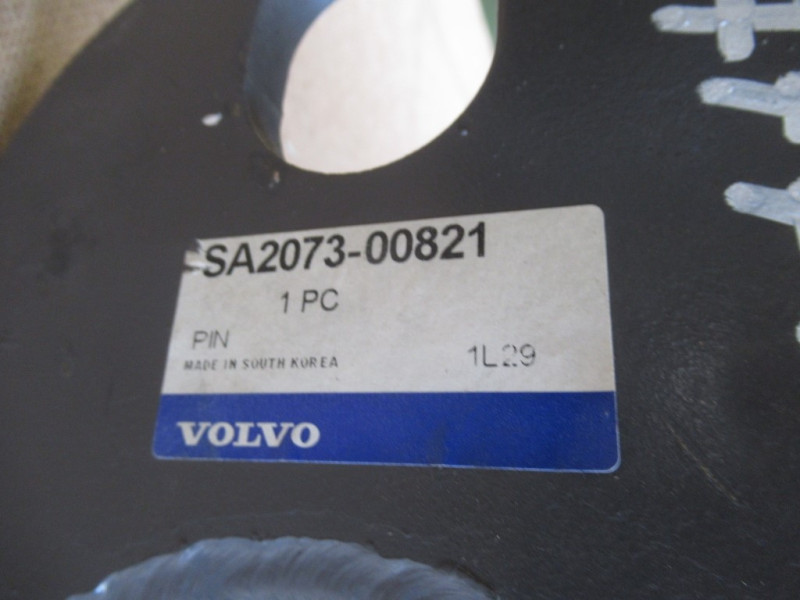 SA2073-00821
1 PC
PIN
MADE IN SOUTH KOREA
1L29
VOLVO